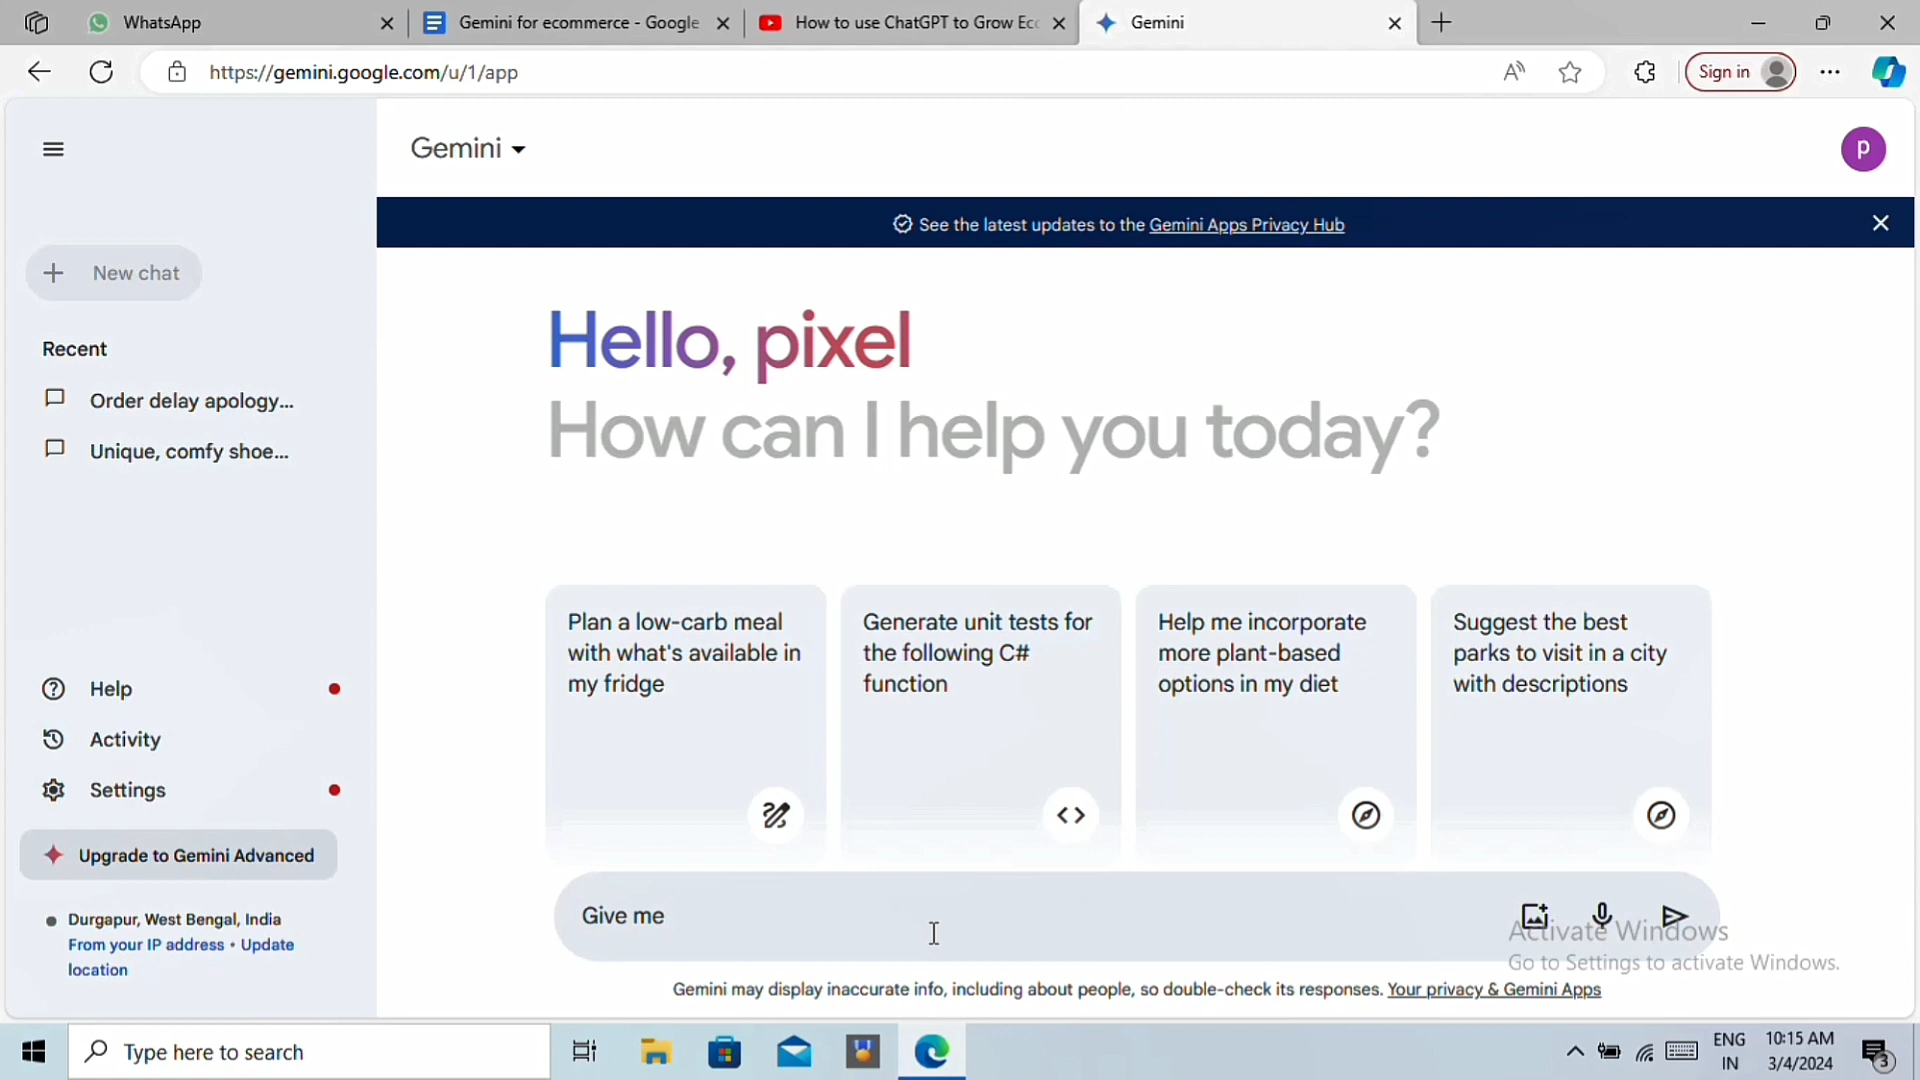 WhatsApp
Gemini for ecommerce - Google
How to use ChatGPT to Grow Ecc
Gemini
https://gemini.google.com/u/1/app
Sign in
Gemini
p
See the latest updates to the Gemini Apps Privacy Hub
New chat
Hello, pixel
How can I help you today?
Recent
Order delay apology...
Unique, comfy shoe...
Plan a low-carb meal
with what's available in
my fridge
Generate unit tests for
the following C#
function
Help me incorporate
more plant-based
options in my diet
Suggest the best
parks to visit in a city
with descriptions
Help
Activity
Settings
Upgrade to Gemini Advanced
Durgapur, West Bengal, India
From your IP address • Update
location
Give me
Activate Windows
Go to Settings to activate Windows.
Gemini may display inaccurate info, including about people, so double-check its responses. Your privacy & Gemini Apps
Type here to search
ENG
IN
10:15 AM
3/4/2024
3